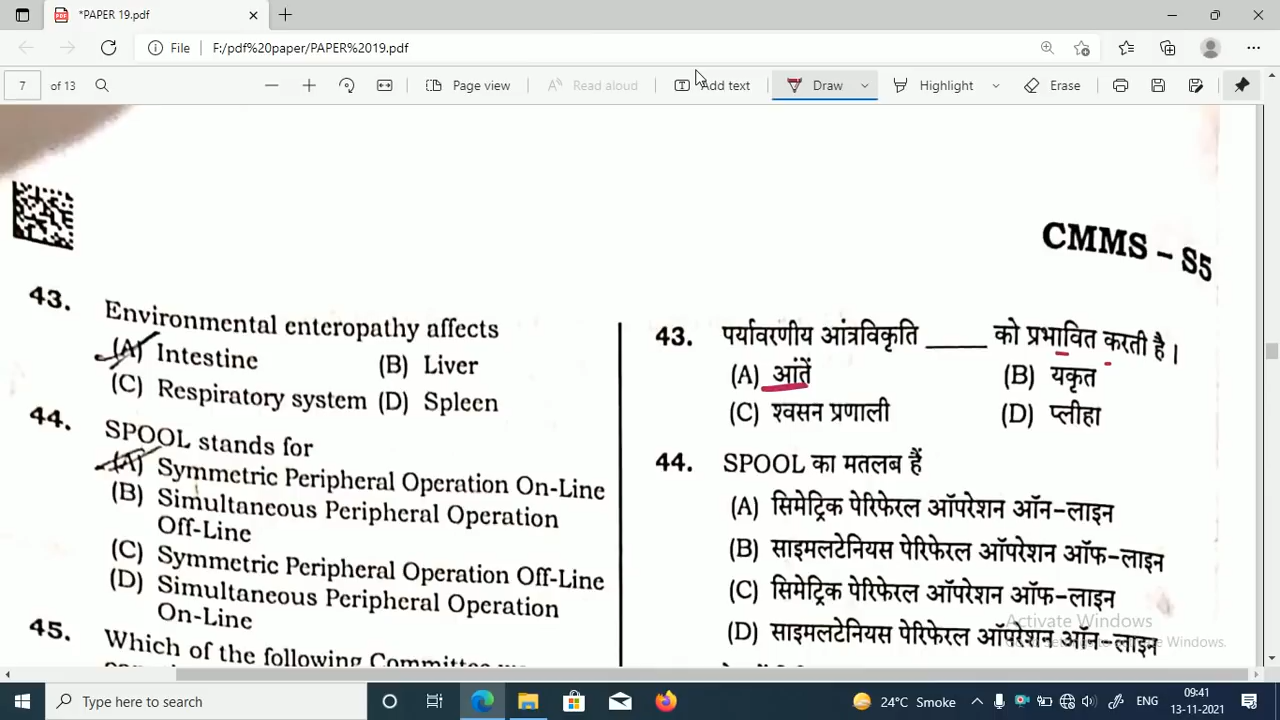 *PAPER 19.pdf
File F:/pdf%20paper/PAPER%2019.pdf
7 of 13 Page view Read aloud Add text Draw Highlight Erase
CMMS – S5
43. Environmental enteropathy affects
(A) Intestine (B) Liver
(C) Respiratory system (D) Spleen
44. SPOOL stands for
(A) Symmetric Peripheral Operation On-Line
(B) Simultaneous Peripheral Operation
Off-Line
(C) Symmetric Peripheral Operation Off-Line
(D) Simultaneous Peripheral Operation
On-Line
45. Which of the following Committee
43. पर्यावरणीय आंत्रविकृति _____ को प्रभावित करती है।
(A) आंतें (B) यकृत
(C) श्वसन प्रणाली (D) प्लीहा
44. SPOOL का मतलब हैं
(A) सिमेट्रिक पेरिफेरल ऑपरेशन ऑन-लाइन
(B) साइमलटेनियस पेरिफेरल ऑपरेशन ऑफ-लाइन
(C) सिमेट्रिक पेरिफेरल ऑपरेशन ऑफ-लाइन
(D) साइमलटेनियस पेरिफेरल ऑपरेशन ऑन-लाइन
Activate Windows
Windows.
Type here to search
24°C Smoke
ENG
09:41
13-11-2021